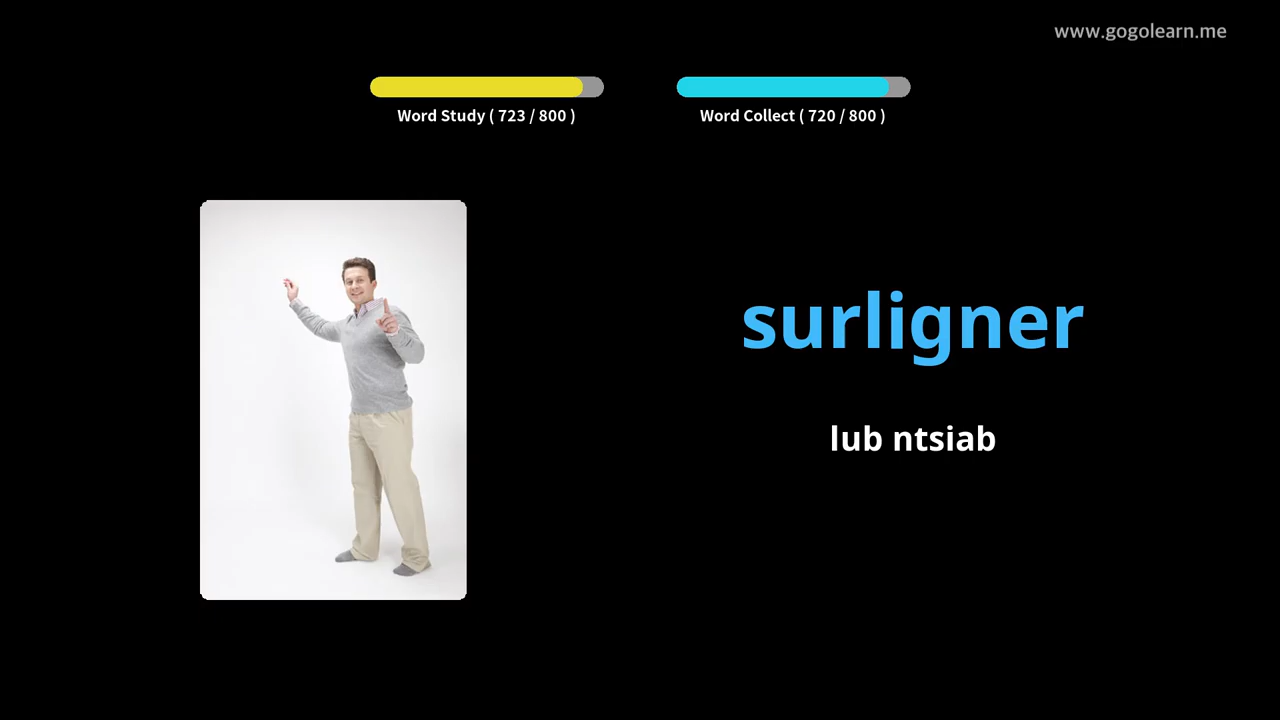 www.gogolearn.me
Word Study ( 723 / 800 )
Word Collect ( 720 / 800 )
surligner
lub ntsiab